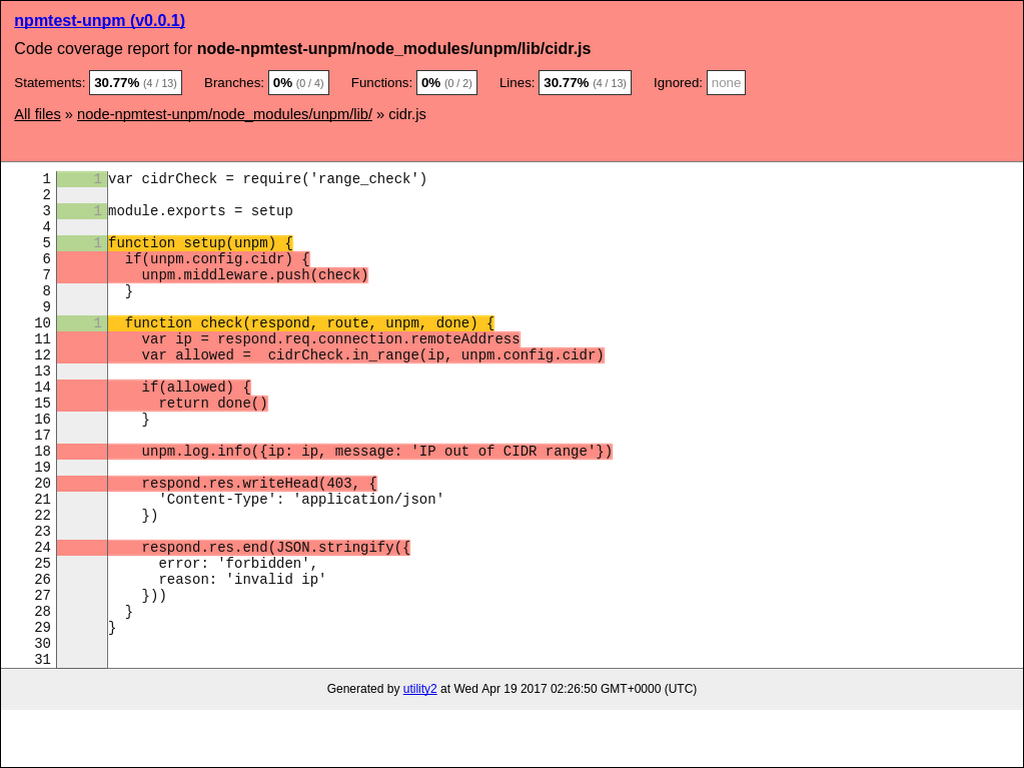 npmtest-unpm (v0.0.1)
Code coverage report for node-npmtest-unpm/node_modules/unpm/lib/cidr.js
Statements: 30.77% (4 / 13) Branches: 0% (0 / 4) Functions: 0% (0 / 2) Lines: 30.77% (4 / 13) Ignored: none
All files » node-npmtest-unpm/node_modules/unpm/lib/ » cidr.js
1 1 var cidrCheck = require('range_check')
2
3 1 module.exports = setup
4
5 1 function setup(unpm) {
6   if(unpm.config.cidr) {
7     unpm.middleware.push(check)
8   }
9
10 1   function check(respond, route, unpm, done) {
11     var ip = respond.req.connection.remoteAddress
12     var allowed =  cidrCheck.in_range(ip, unpm.config.cidr)
13
14     if(allowed) {
15       return done()
16     }
17
18     unpm.log.info({ip: ip, message: 'IP out of CIDR range'})
19
20     respond.res.writeHead(403, {
21       'Content-Type': 'application/json'
22     })
23
24     respond.res.end(JSON.stringify({
25       error: 'forbidden',
26       reason: 'invalid ip'
27     }))
28   }
29 }
30
31
Generated by utility2 at Wed Apr 19 2017 02:26:50 GMT+0000 (UTC)